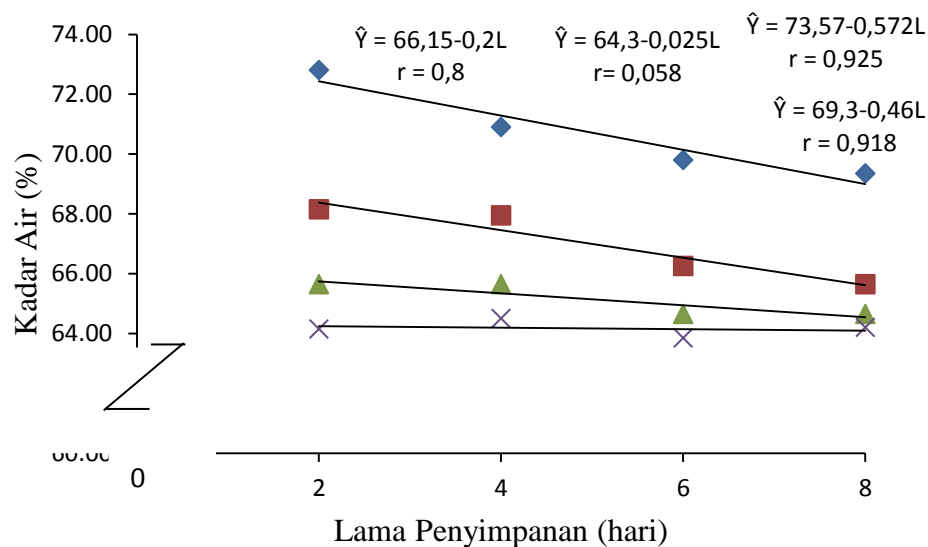 74.00
72.00
70.00
68.00
66.00
64.00
60.00
0
2
4
6
8
Kadar Air (%)
Lama Penyimpanan (hari)
Ŷ = 66,15-0,2L
r = 0,8
Ŷ = 64,3-0,025L
r= 0,058
Ŷ = 73,57-0,572L
r = 0,925
Ŷ = 69,3-0,46L
r = 0,918